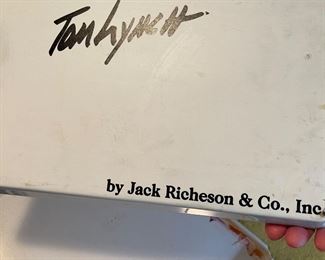 Tom Lynch
by Jack Richeson & Co., Inc.